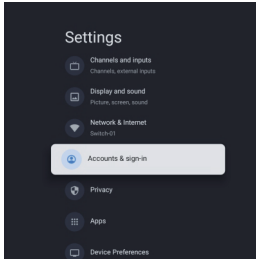 Settings
Channels and inputs
Channels, external inputs
Display and sound
Picture, screen, sound
Network & Internet
Switch-01
Accounts & sign-in
Privacy
Apps
Device Preferences